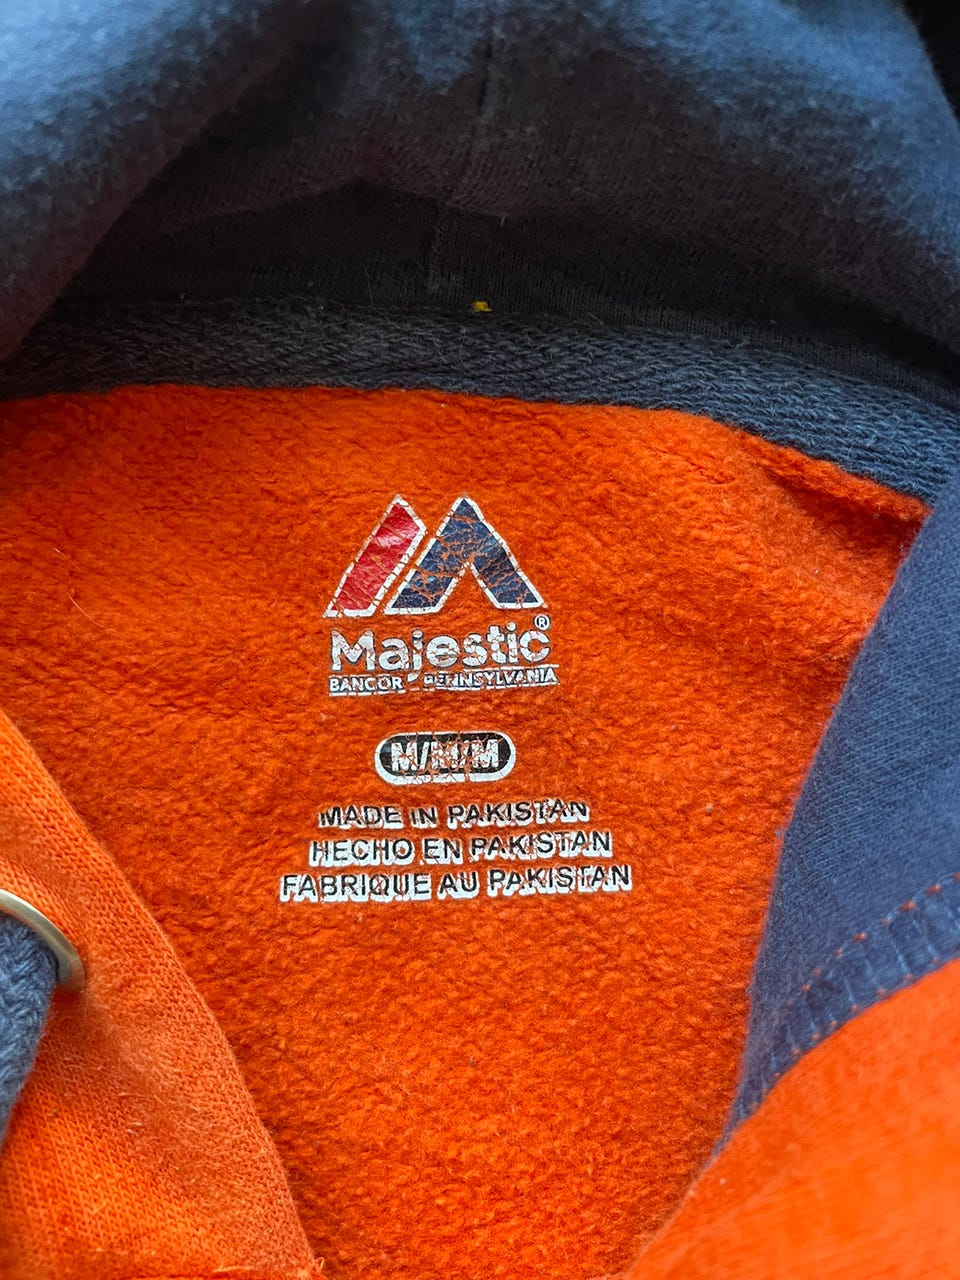 Majestic®
BANGOR PENNSYLVANIA
M/M/M
MADE IN PAKISTAN
HECHO EN PAKISTAN
FABRIQUE AU PAKISTAN